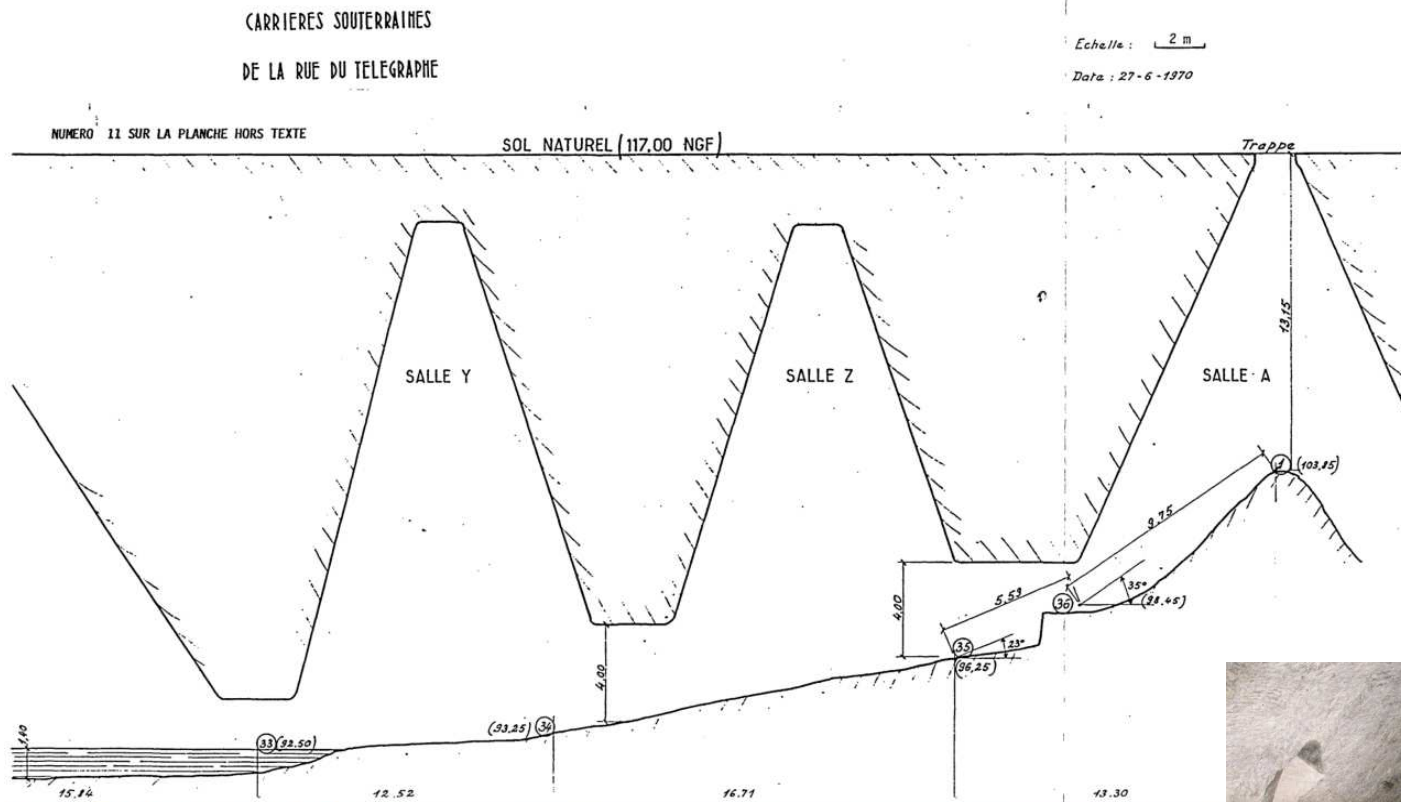 CARRIERES SOUTERRAINES
DE LA RUE DU TELEGRAPHE
Echelle : 2 m
Date : 27-6-1970
NUMERO 11 SUR LA PLANCHE HORS TEXTE
SOL NATUREL (117,00 NGF)
Trappe
13,15
SALLE Y
SALLE Z
SALLE A
1 (103,85)
9,75
5,59
35°
4,00
36
(98,45)
35
23°
(96,25)
4,00
(93,25) 34
33 (92.50)
15.84
12.52
16.71
13.30